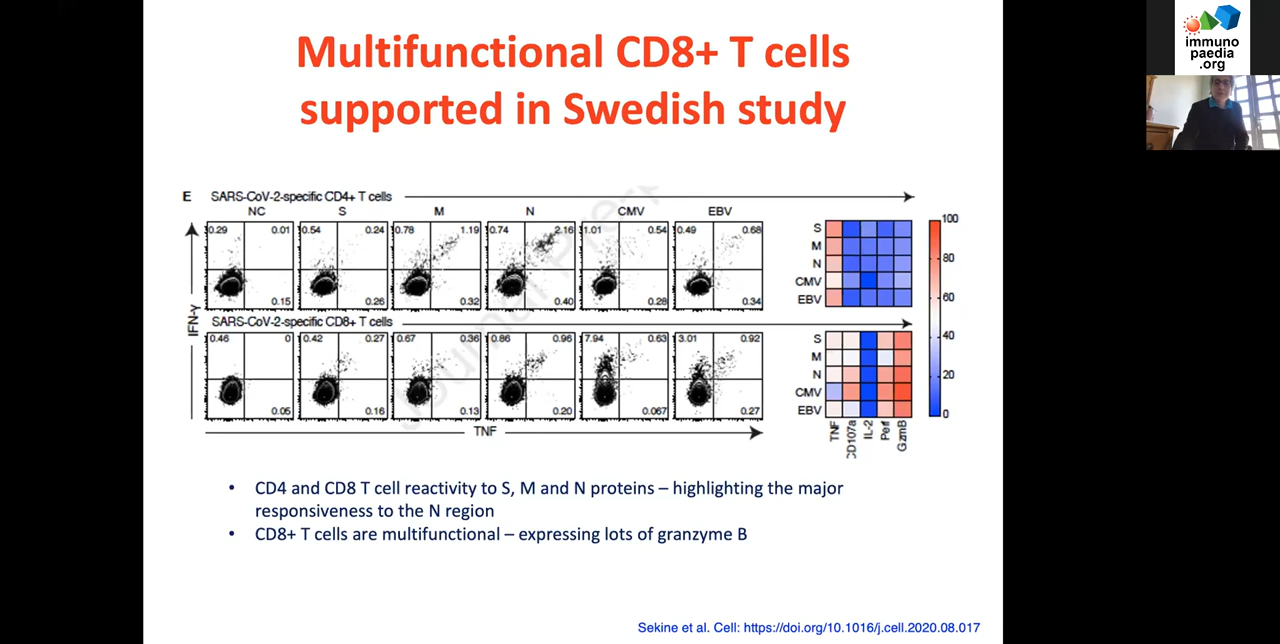 Multifunctional CD8+ T cells
supported in Swedish study
immuno
paedia
.org
E SARS-CoV-2-specific CD4+ T cells
NC S M N CMV EBV
0.29 0.01 0.54 0.24 0.78 1.19 0.74 2.16 1.01 0.54 0.49 0.68
0.15 0.26 0.32 0.40 0.28 0.34
SARS-CoV-2-specific CD8+ T cells
0.46 0 0.42 0.27 0.67 0.36 0.86 0.96 7.94 0.63 3.01 0.92
0.05 0.16 0.13 0.20 0.067 0.27
IFN-γ
TNF
S
M
N
CMV
EBV
S
M
N
CMV
EBV
TNF
CD107a
IL-2
Perf
GzmB
100
80
60
40
20
0
Journal Pre-p
• CD4 and CD8 T cell reactivity to S, M and N proteins – highlighting the major
responsiveness to the N region
• CD8+ T cells are multifunctional – expressing lots of granzyme B
Sekine et al. Cell: https://doi.org/10.1016/j.cell.2020.08.017